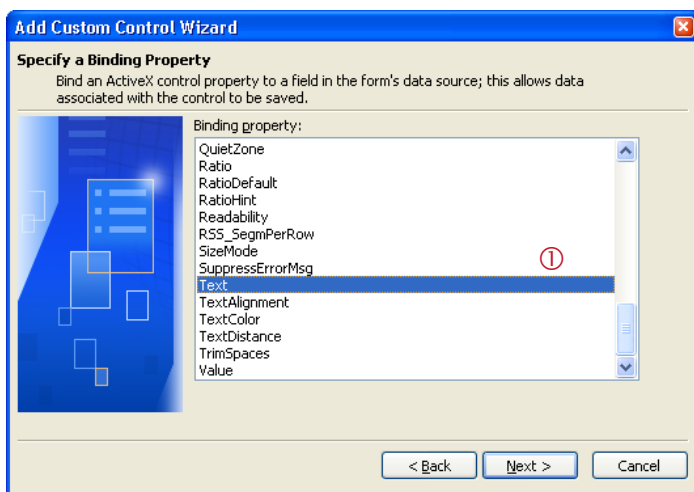 Add Custom Control Wizard
Specify a Binding Property
Bind an ActiveX control property to a field in the form's data source; this allows data
associated with the control to be saved.
Binding property:
QuietZone
Ratio
RatioDefault
RatioHint
Readability
RSS_SegmPerRow
SizeMode
SuppressErrorMsg
①
Text
TextAlignment
TextColor
TextDistance
TrimSpaces
Value
< Back
Next >
Cancel